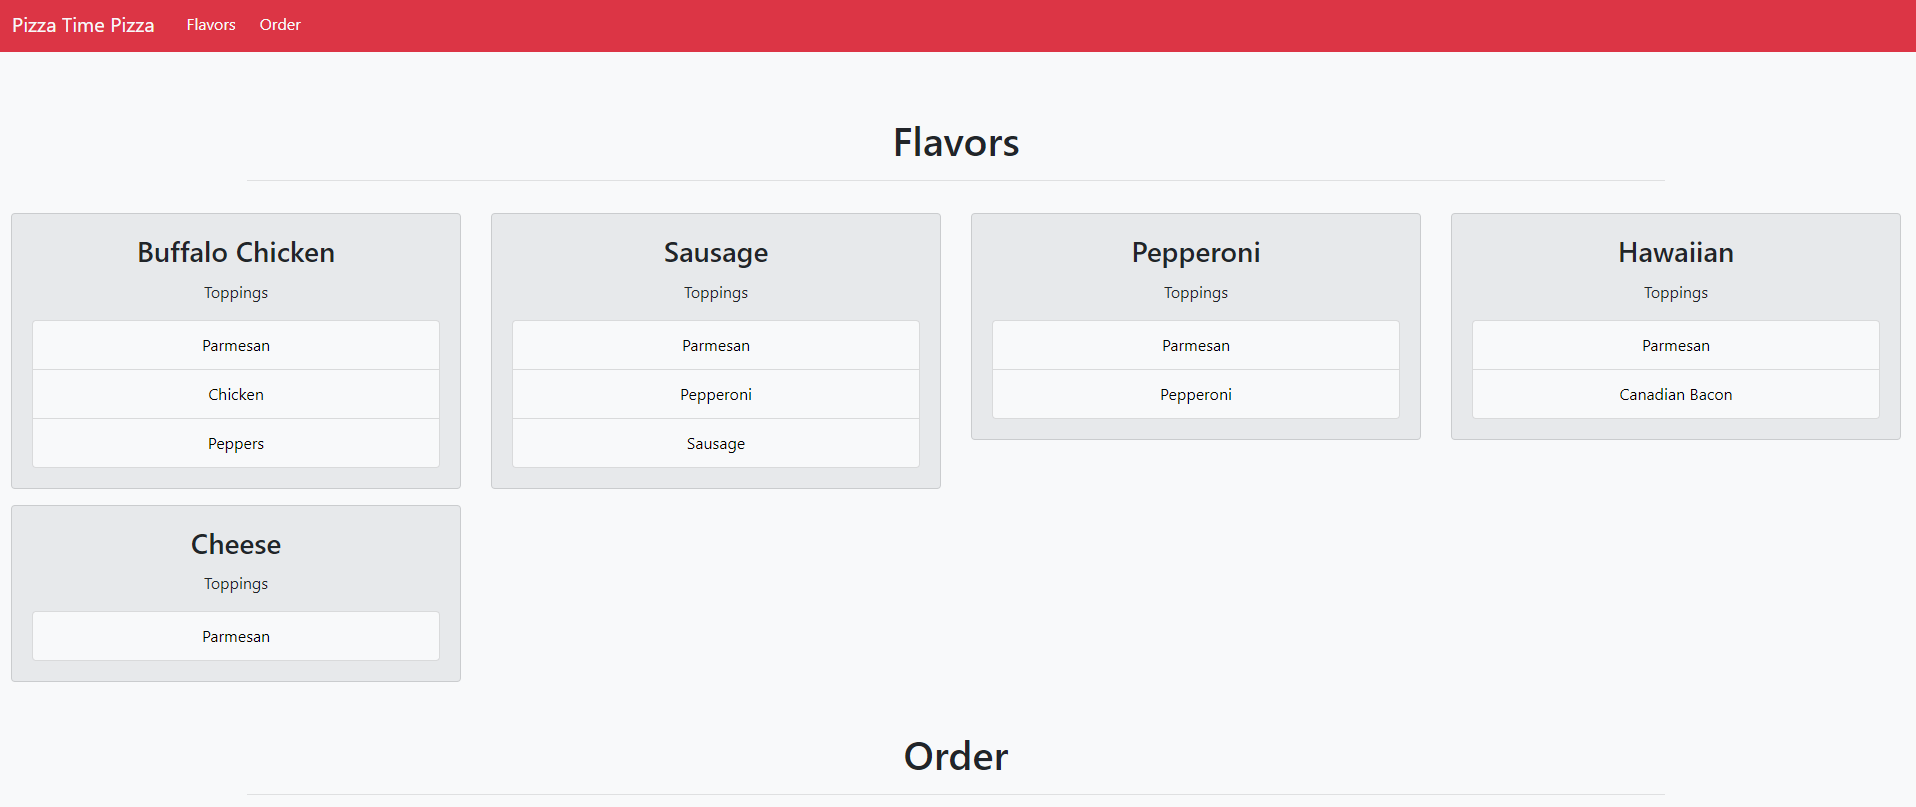 Pizza Time Pizza Flavors Order
Flavors
Buffalo Chicken
Toppings
Parmesan
Chicken
Peppers
Sausage
Toppings
Parmesan
Pepperoni
Sausage
Pepperoni
Toppings
Parmesan
Pepperoni
Hawaiian
Toppings
Parmesan
Canadian Bacon
Cheese
Toppings
Parmesan
Order